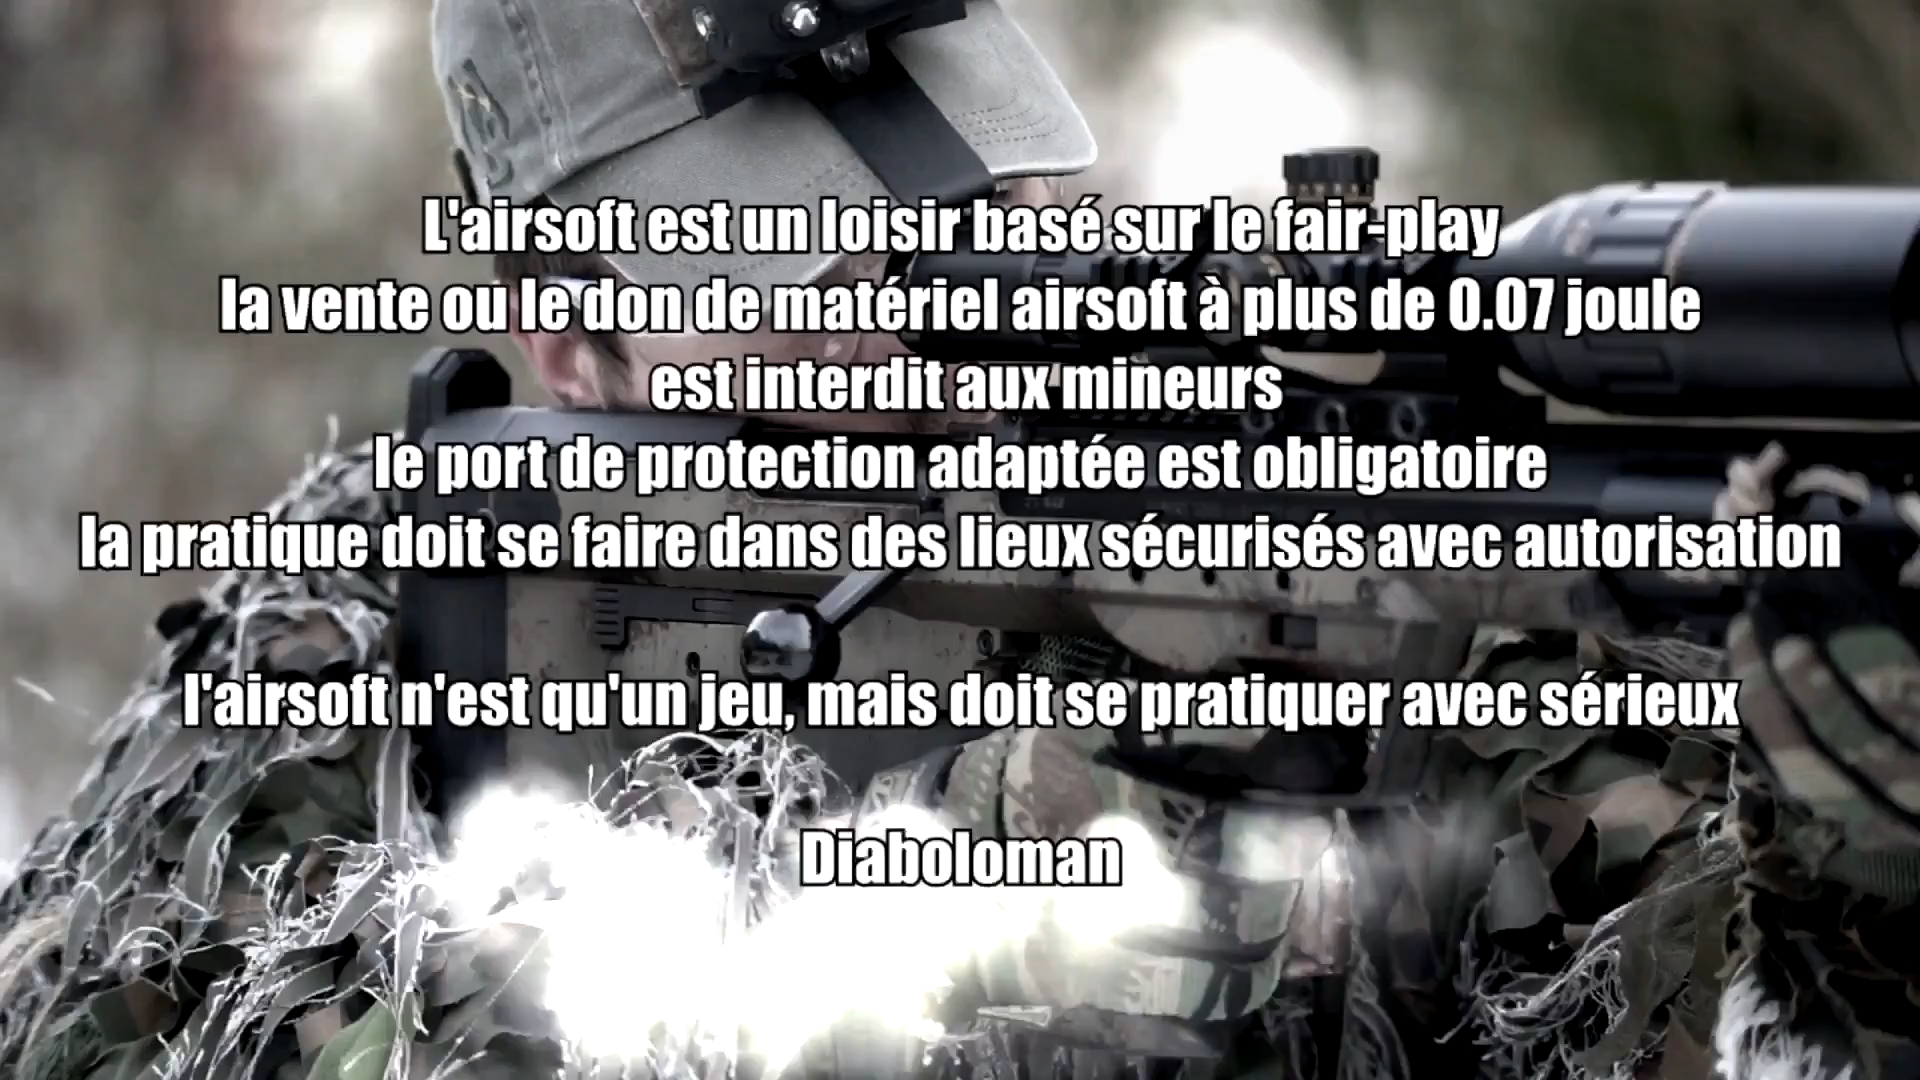 L'airsoft est un loisir basé sur le fair-play
la vente ou le don de matériel airsoft à plus de 0.07 joule
est interdit aux mineurs
le port de protection adaptée est obligatoire
la pratique doit se faire dans des lieux sécurisés avec autorisation
l'airsoft n'est qu'un jeu, mais doit se pratiquer avec sérieux
Diaboloman